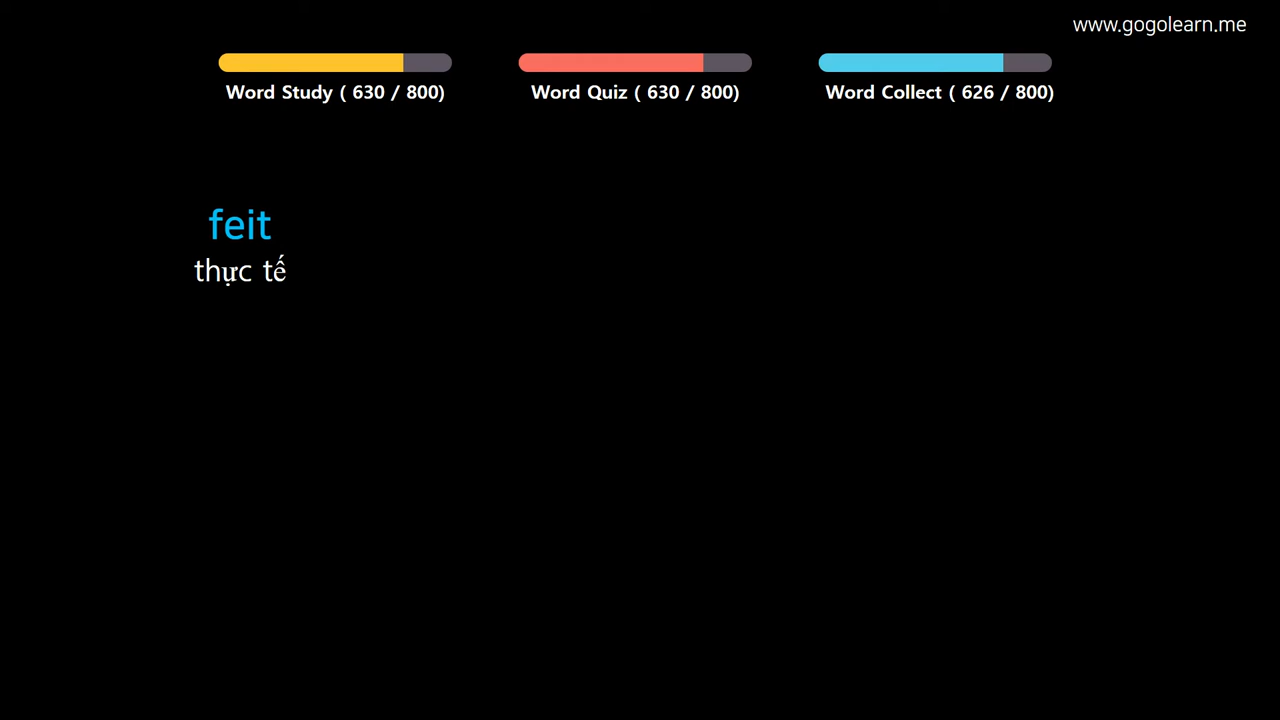 www.gogolearn.me
Word Study ( 630 / 800)
Word Quiz ( 630 / 800)
Word Collect ( 626 / 800)
feit
thực tế